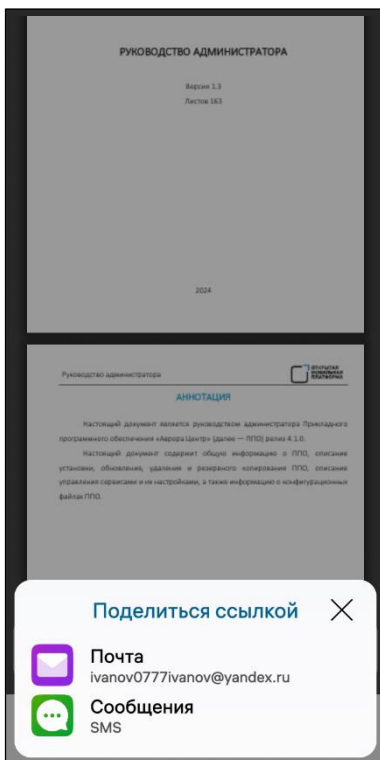 РУКОВОДСТВО АДМИНИСТРАТОРА
Версия 1.3
Листов 163
2024
Руководство администратора
ОТКРЫТАЯ
МОБИЛЬНАЯ
ПЛАТФОРМА
АННОТАЦИЯ
Настоящий документ является руководством администратора Прикладного
программного обеспечения «Аврора Центр» (далее — ППО) релиз 4.1.0.
Настоящий документ содержит общую информацию о ППО, описание
установки, обновления, удаления и резервного копирования ППО, описание
управления сервисами и их настройками, а также информацию о конфигурационных
файлах ППО.
Поделиться ссылкой
Почта
ivanov0777ivanov@yandex.ru
Сообщения
SMS